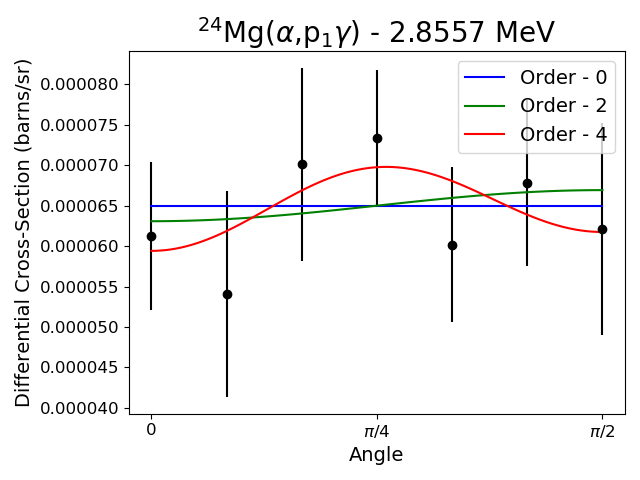 ²⁴Mg(α,p₁γ) - 2.8557 MeV
Order - 0
Order - 2
Order - 4
Differential Cross-Section (barns/sr)
0.000080
0.000075
0.000070
0.000065
0.000060
0.000055
0.000050
0.000045
0.000040
0 π/4 π/2
Angle